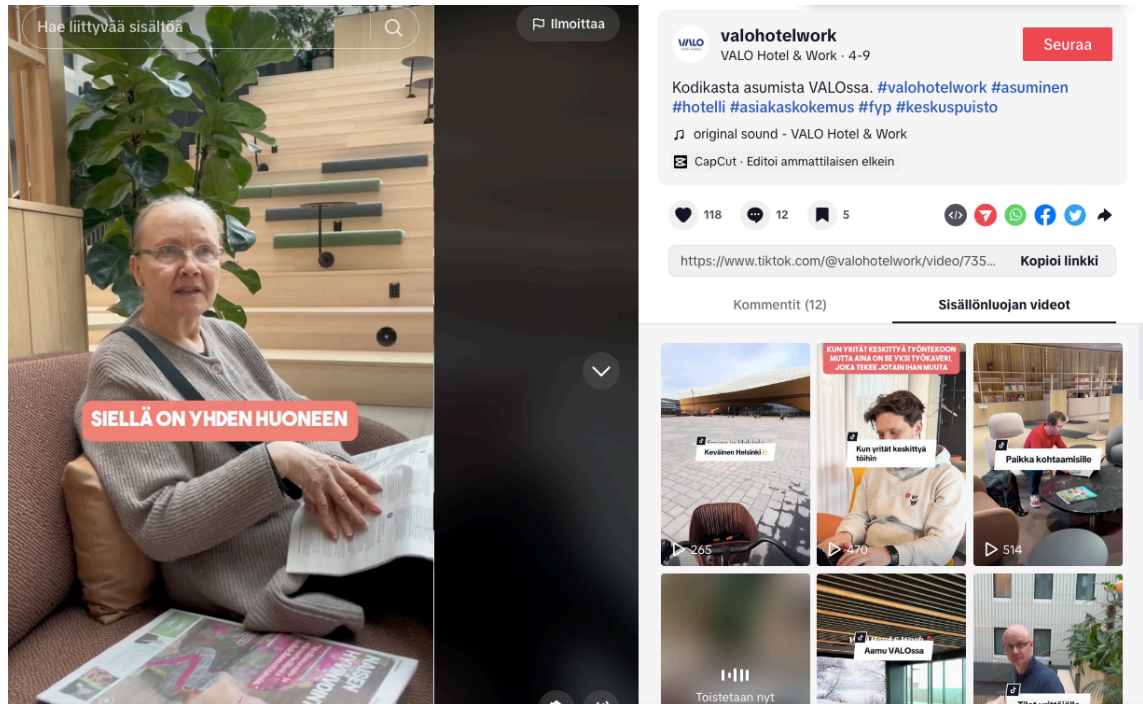 Hae liittyvää sisältöä
Ilmoittaa
SIELLÄ ON YHDEN HUONEEN
VALO
valohotelwork
VALO Hotel & Work · 4-9
Seuraa
Kodikasta asumista VALOssa. #valohotelwork #asuminen
#hotelli #asiakaskokemus #fyp #keskuspuisto
original sound - VALO Hotel & Work
CapCut · Editoi ammattilaisen elkein
118
12
5
https://www.tiktok.com/@valohotelwork/video/735...
Kopioi linkki
Kommentit (12)
Sisällönluojan videot
Keväinen Helsinki
265
KUN YRITÄT KESKITTYÄ TYÖNTEKOON
MUTTA AINA ON SE YKSI TYÖKAVERI,
JOKA TEKEE JOTAIN IHAN MUUTA
Kun yrität keskittyä
töihin
470
Paikka kohtaamisille
514
Toistetaan nyt
Aamu VALOssa